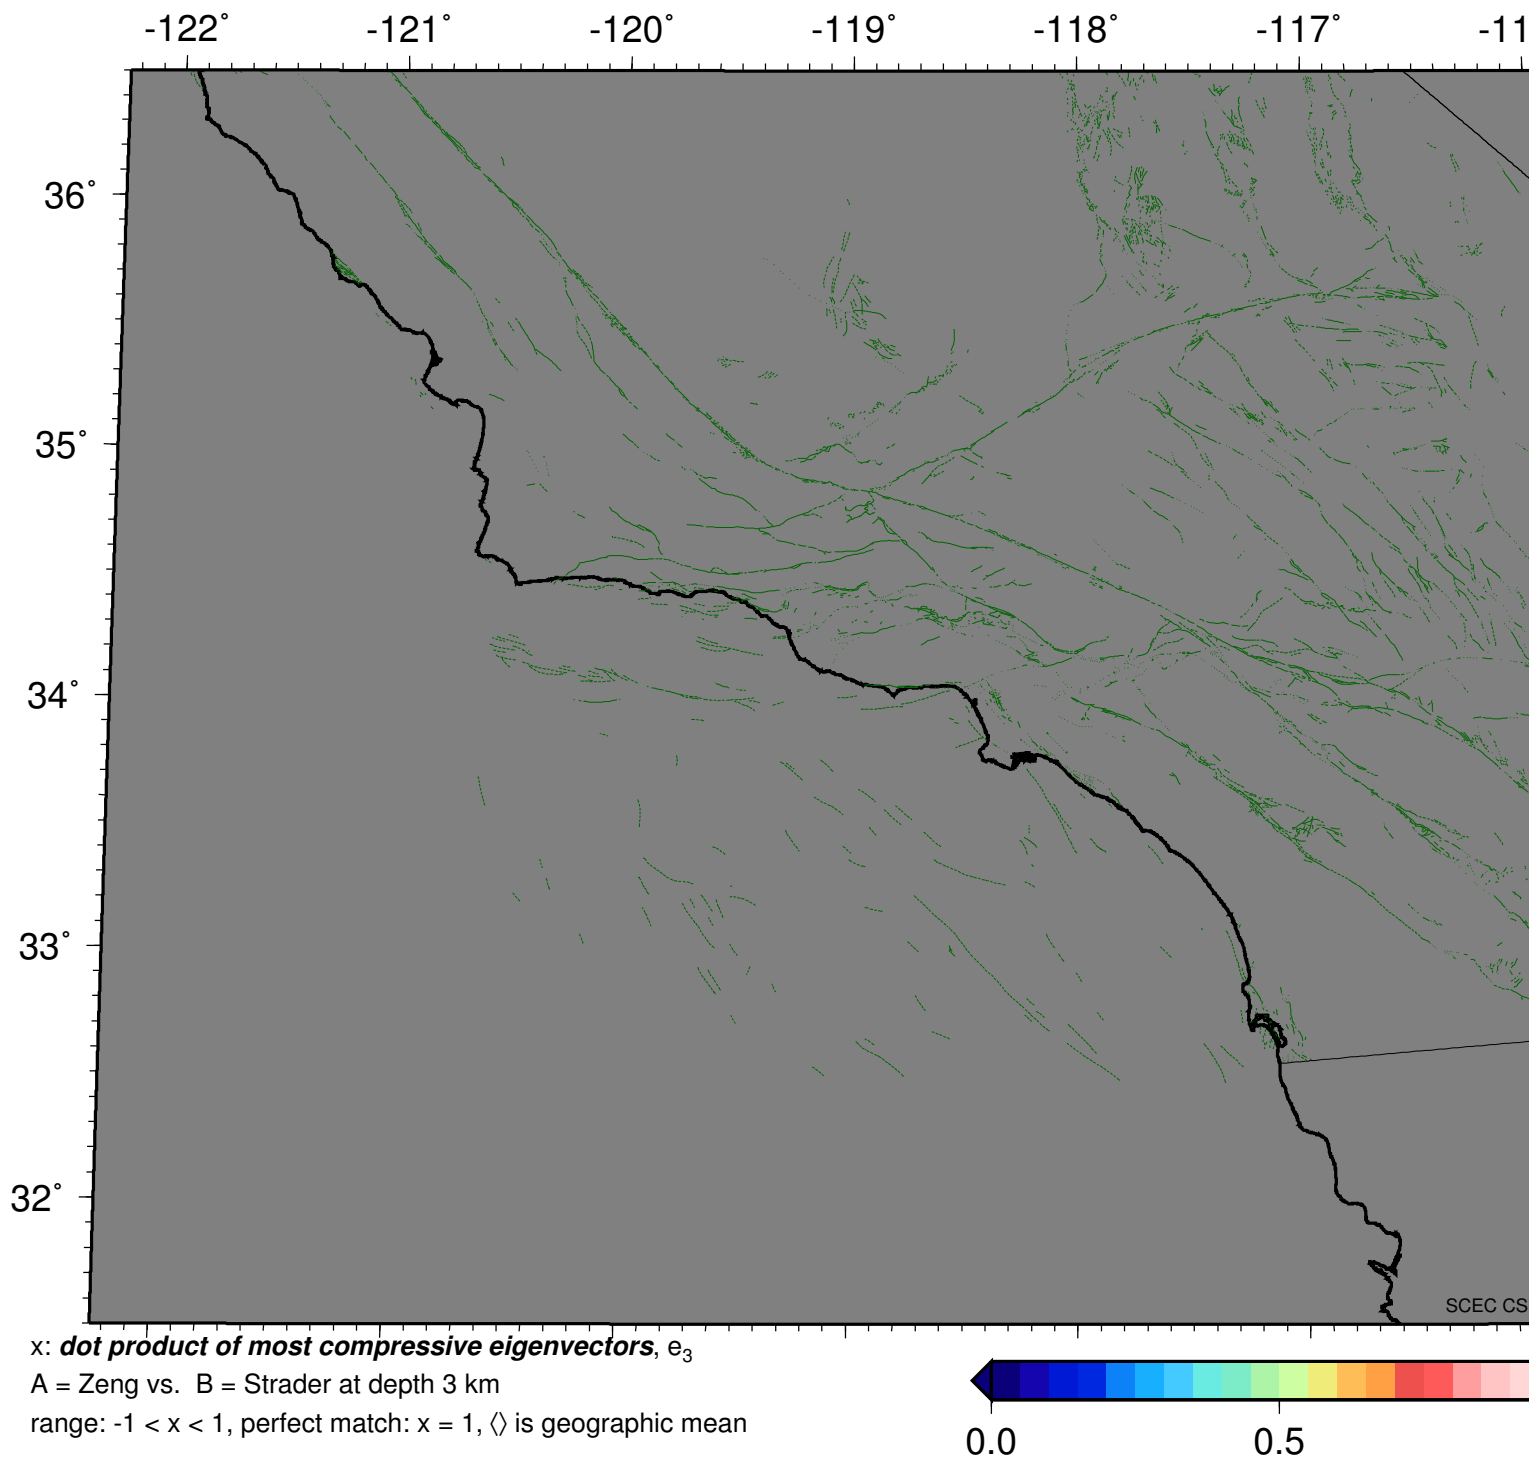 -122˚ -121˚ -120˚ -119˚ -118˚ -117˚ -11
36˚
35˚
34˚
33˚
32˚
SCEC CS
x: dot product of most compressive eigenvectors, e3
A = Zeng vs. B = Strader at depth 3 km
range: -1 < x < 1, perfect match: x = 1, ⟨⟩ is geographic mean
0.0 0.5